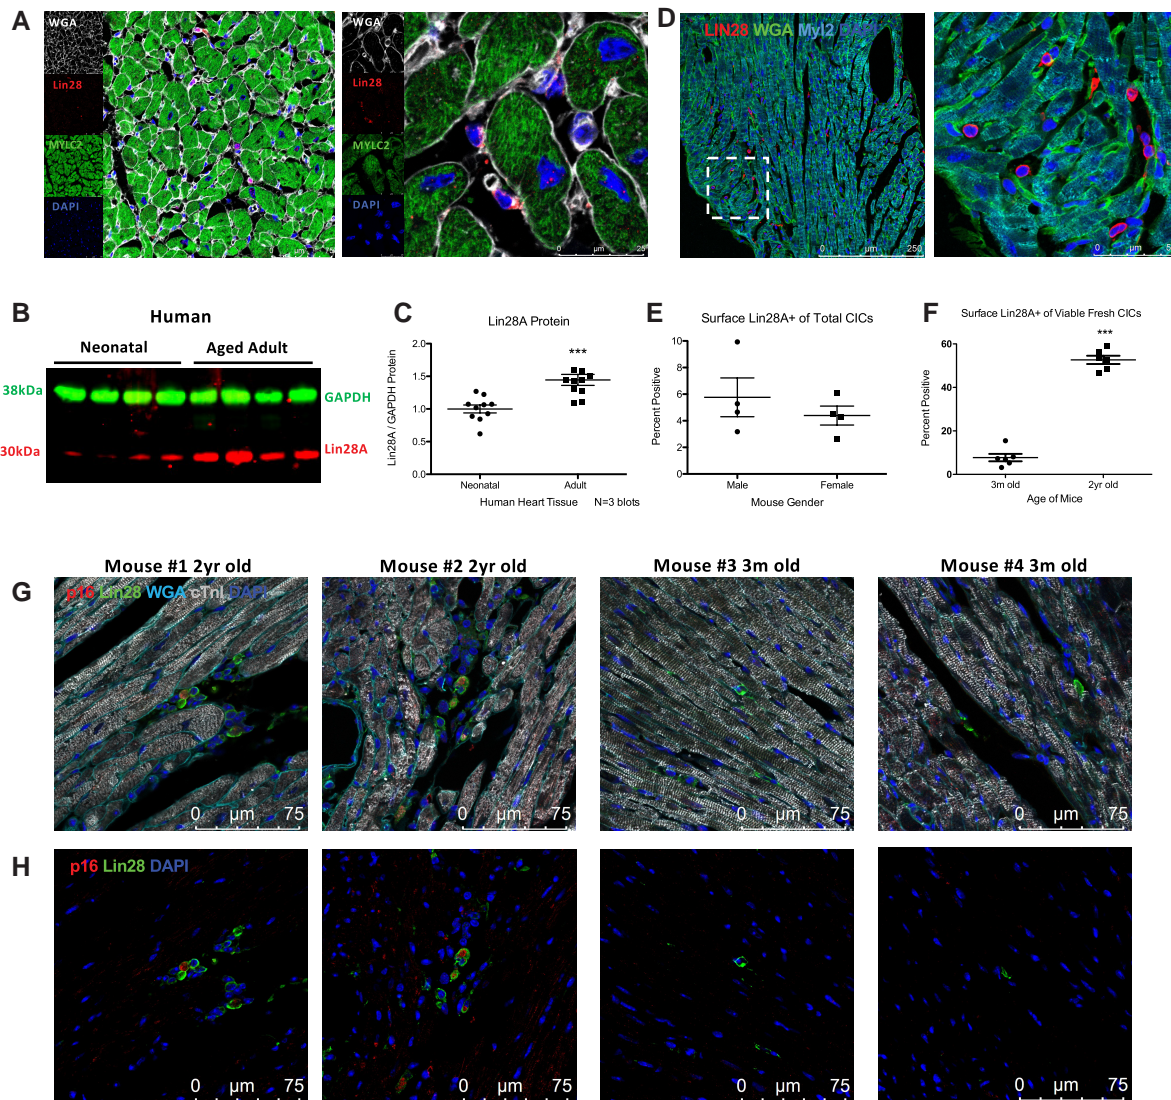 A
WGA
Lin28
MYLC2
DAPI
WGA
Lin28
MYLC2
DAPI
0 µm 25
D
LIN28 WGA Myl2 DAPI
0 µm 250
0 µm 5
B
Human
Neonatal Aged Adult
38kDa GAPDH
30kDa Lin28A
C
Lin28A Protein
Lin28A / GAPDH Protein
2.0
1.5
1.0
0.5
0.0
***
Neonatal Adult
Human Heart Tissue N=3 blots
E
Surface Lin28A+ of Total CICs
Percent Positive
10
8
6
4
2
0
Male Female
Mouse Gender
F
Surface Lin28A+ of Viable Fresh CICs
Percent Positive
60
40
20
0
***
3m old 2yr old
Age of Mice
G
Mouse #1 2yr old Mouse #2 2yr old Mouse #3 3m old Mouse #4 3m old
p16 Lin28 WGA cTnI DAPI
0 µm 75 0 µm 75 0 µm 75 0 µm 75
H
p16 Lin28 DAPI
0 µm 75 0 µm 75 0 µm 75 0 µm 75